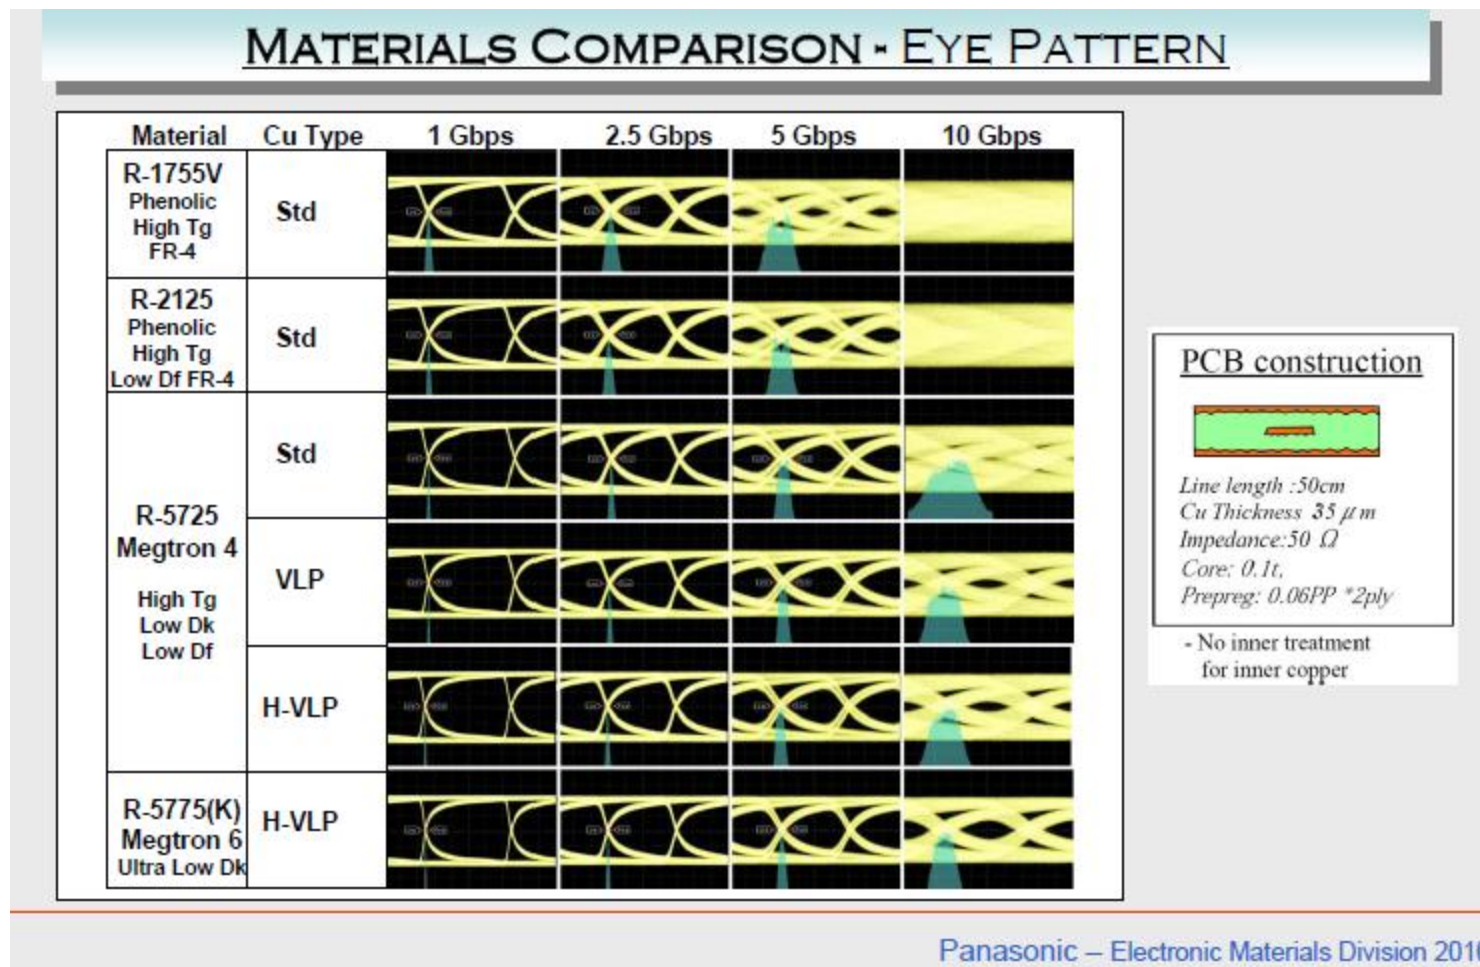 MATERIALS COMPARISON - EYE PATTERN
Material Cu Type 1 Gbps 2.5 Gbps 5 Gbps 10 Gbps
R-1755V
Phenolic
High Tg
FR-4
Std
R-2125
Phenolic
High Tg
Low Df FR-4
Std
R-5725
Megtron 4
High Tg
Low Dk
Low Df
Std
VLP
H-VLP
R-5775(K)
Megtron 6
Ultra Low Dk
H-VLP
PCB construction
Line length :50cm
Cu Thickness 35 μm
Impedance:50 Ω
Core: 0.1t,
Prepreg: 0.06PP *2ply
- No inner treatment
for inner copper
Panasonic – Electronic Materials Division